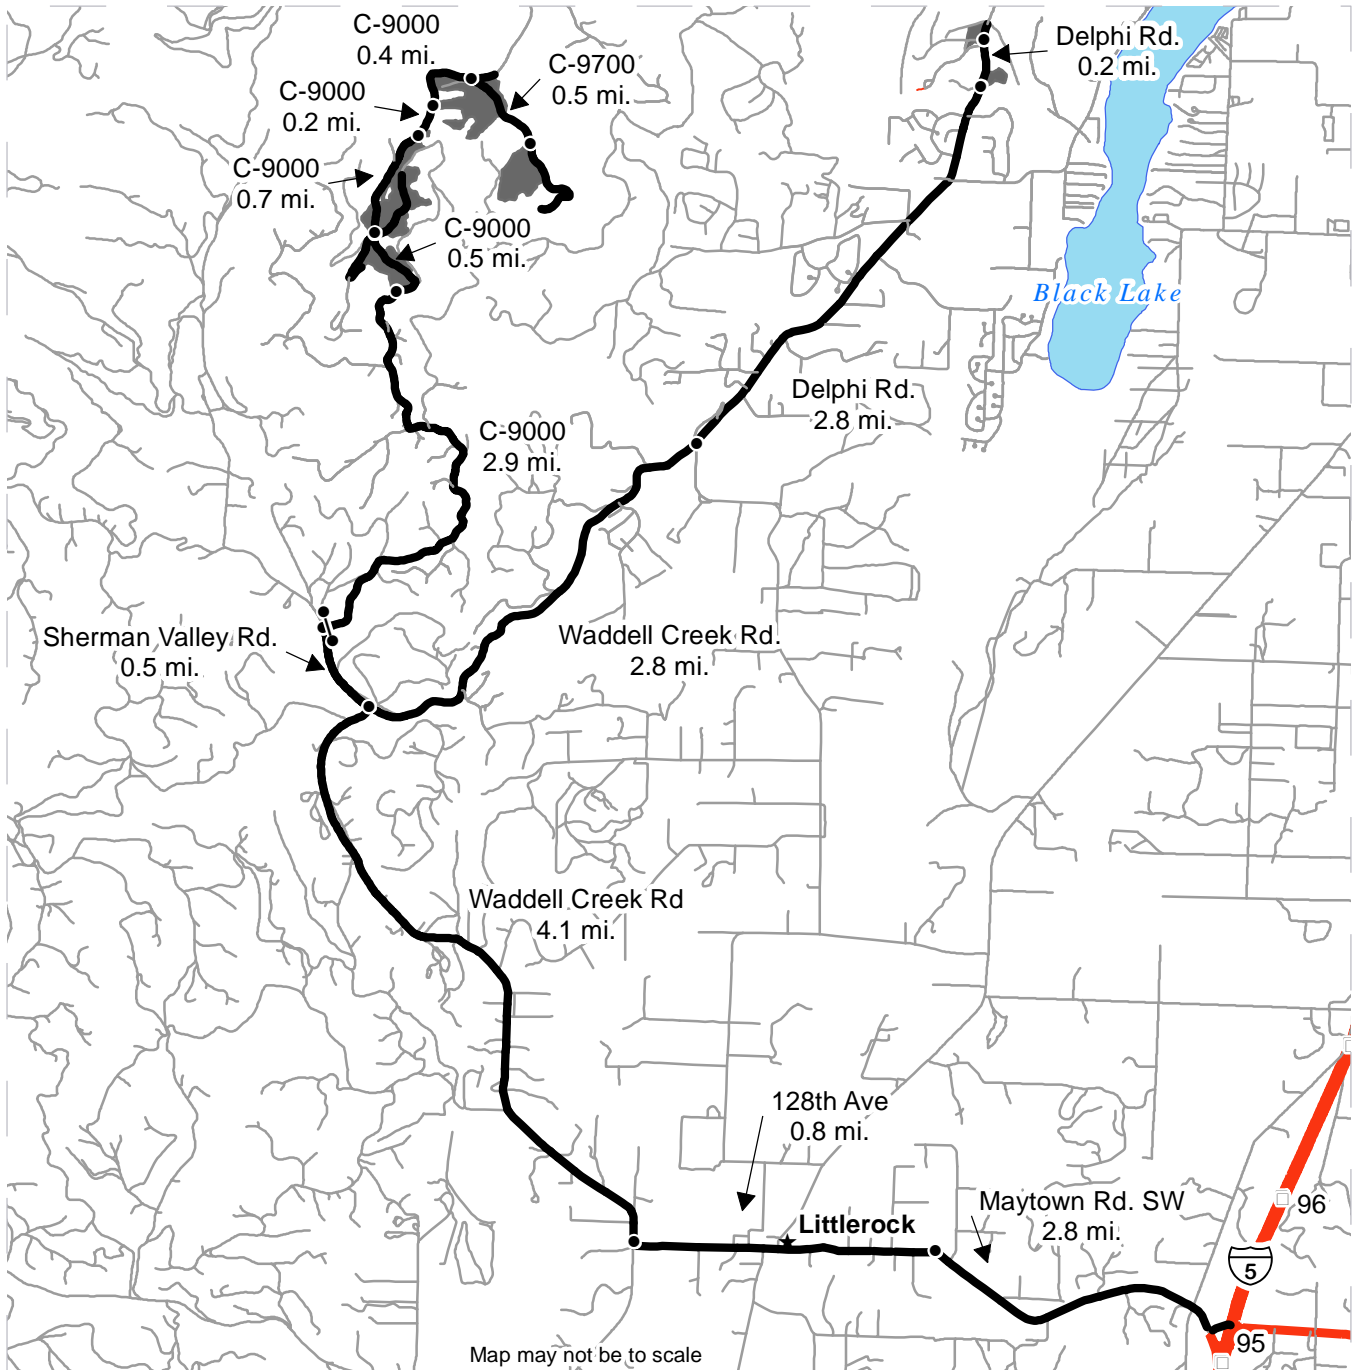 C-9000
0.4 mi.
C-9700
0.5 mi.
Delphi Rd.
0.2 mi.
C-9000
0.2 mi.
C-9000
0.7 mi.
C-9000
0.5 mi.
Black Lake
Delphi Rd.
2.8 mi.
C-9000
2.9 mi.
Sherman Valley Rd.
0.5 mi.
Waddell Creek Rd.
2.8 mi.
Waddell Creek Rd
4.1 mi.
128th Ave
0.8 mi.
Maytown Rd. SW
2.8 mi.
Littlerock
96
5
95
Map may not be to scale